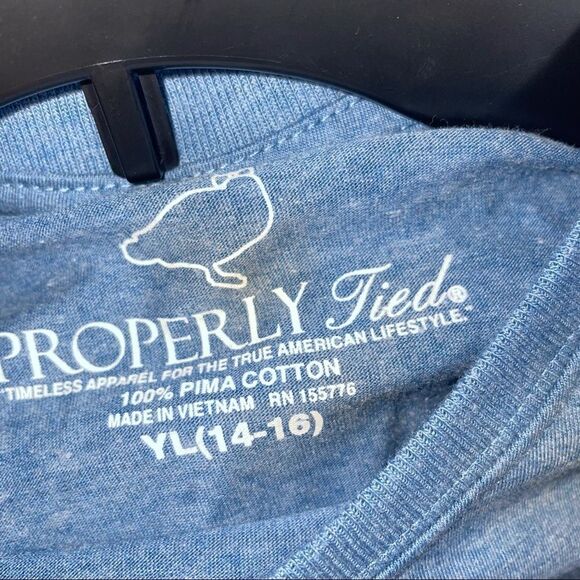 PROPERLY Tied®
TIMELESS APPAREL FOR THE TRUE AMERICAN LIFESTYLE.™
100% PIMA COTTON
MADE IN VIETNAM RN 155776
YL(14-16)